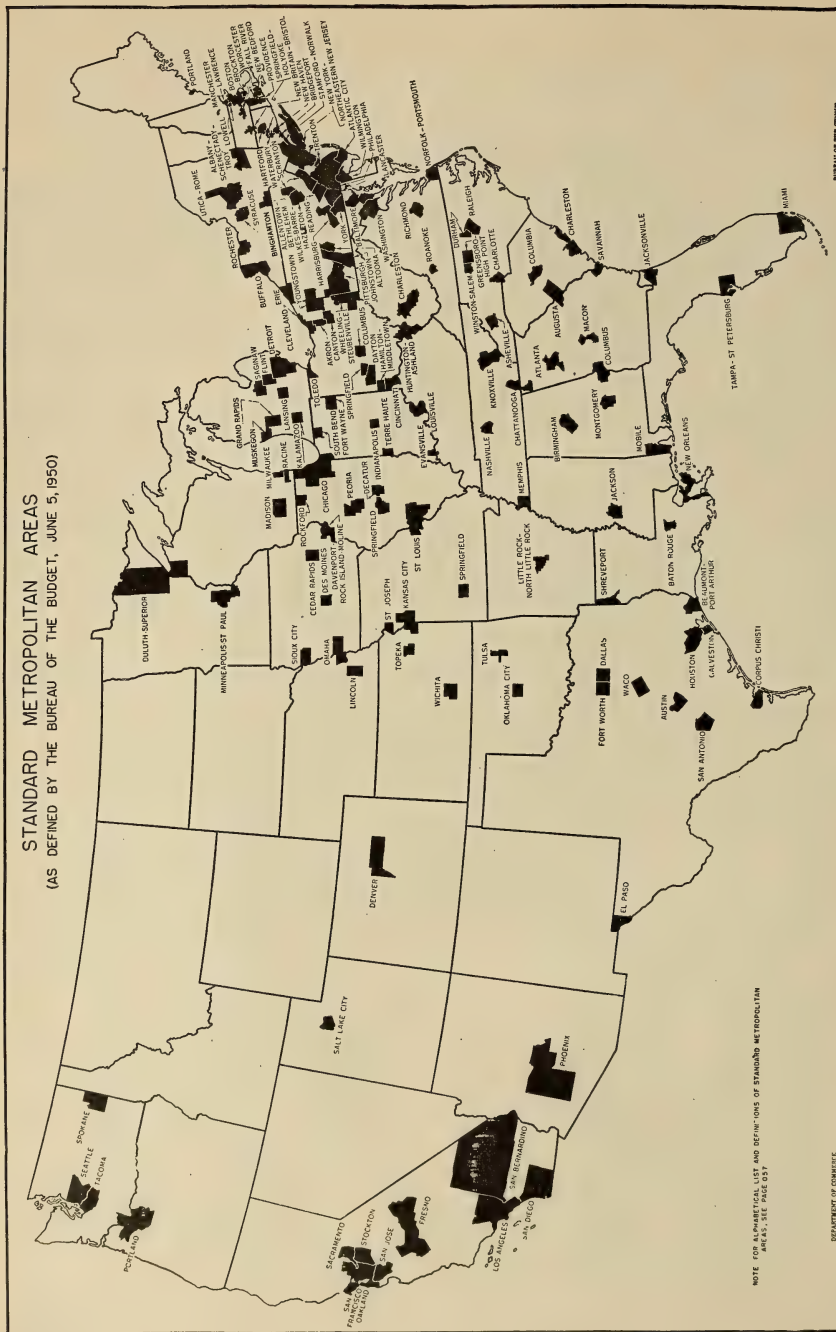 STANDARD METROPOLITAN AREAS
(AS DEFINED BY THE BUREAU OF THE BUDGET, JUNE 5, 1950)
SPOKANE
SEATTLE
TACOMA
PORTLAND
SACRAMENTO
STOCKTON
SAN JOSE
SAN
FRANCISCO
OAKLAND
FRESNO
LOS ANGELES
SAN BERNARDINO
SAN DIEGO
SALT LAKE CITY
PHOENIX
DENVER
EL PASO
DULUTH-SUPERIOR
MINNEAPOLIS-ST PAUL
SIOUX CITY
OMAHA
LINCOLN
TOPEKA
WICHITA
TULSA
OKLAHOMA CITY
FORT WORTH
DALLAS
WACO
AUSTIN
SAN ANTONIO
HOUSTON
GALVESTON
CORPUS CHRISTI
BEAUMONT-
PORT ARTHUR
CEDAR RAPIDS
DES MOINES
DAVENPORT
ROCK ISLAND-MOLINE
ST JOSEPH
KANSAS CITY
ST LOUIS
SPRINGFIELD
LITTLE ROCK-
NORTH LITTLE ROCK
SHREVEPORT
BATON ROUGE
NEW ORLEANS
MADISON
MILWAUKEE
RACINE
ROCKFORD
CHICAGO
PEORIA
DECATUR
SPRINGFIELD
GRAND RAPIDS
MUSKEGON
LANSING
KALAMAZOO
SAGINAW
FLINT
DETROIT
SOUTH BEND
FORT WAYNE
INDIANAPOLIS
TERRE HAUTE
EVANSVILLE
LOUISVILLE
TOLEDO
CLEVELAND
AKRON
CANTON
WHEELING-
STEUBENVILLE
SPRINGFIELD
COLUMBUS
DAYTON
HAMILTON-
MIDDLETOWN
CINCINNATI
HUNTINGTON-
ASHLAND
CHARLESTON
MEMPHIS
NASHVILLE
CHATTANOOGA
KNOXVILLE
JACKSON
BIRMINGHAM
MONTGOMERY
MOBILE
ATLANTA
MACON
COLUMBUS
AUGUSTA
SAVANNAH
JACKSONVILLE
TAMPA-ST PETERSBURG
MIAMI
COLUMBIA
CHARLESTON
ASHEVILLE
CHARLOTTE
WINSTON-SALEM
GREENSBORO-
HIGH POINT
DURHAM
RALEIGH
ROANOKE
RICHMOND
NORFOLK-PORTSMOUTH
WASHINGTON
BALTIMORE
PITTSBURGH
JOHNSTOWN
ALTOONA
YORK
HARRISBURG
YOUNGSTOWN
ERIE
BUFFALO
ROCHESTER
SYRACUSE
UTICA-ROME
BINGHAMTON
ALLENTOWN-
BETHLEHEM
WILKES-BARRE-
HAZLETON
READING
SCRANTON
WATERBURY
HARTFORD
ALBANY-
SCHENECTADY-
TROY
LOWELL
LAWRENCE
MANCHESTER
PORTLAND
BOSTON
BROCKTON
WORCESTER
FALL RIVER
NEW BEDFORD
PROVIDENCE
SPRINGFIELD-
HOLYOKE
NEW BRITAIN-BRISTOL
NEW HAVEN
BRIDGEPORT
STAMFORD-NORWALK
NEW YORK-
NORTHEASTERN NEW JERSEY
TRENTON
ATLANTIC CITY
WILMINGTON
PHILADELPHIA
LANCASTER
NOTE FOR ALPHABETICAL LIST AND DEFINITIONS OF STANDARD METROPOLITAN
AREAS, SEE PAGE
DEPARTMENT OF COMMERCE